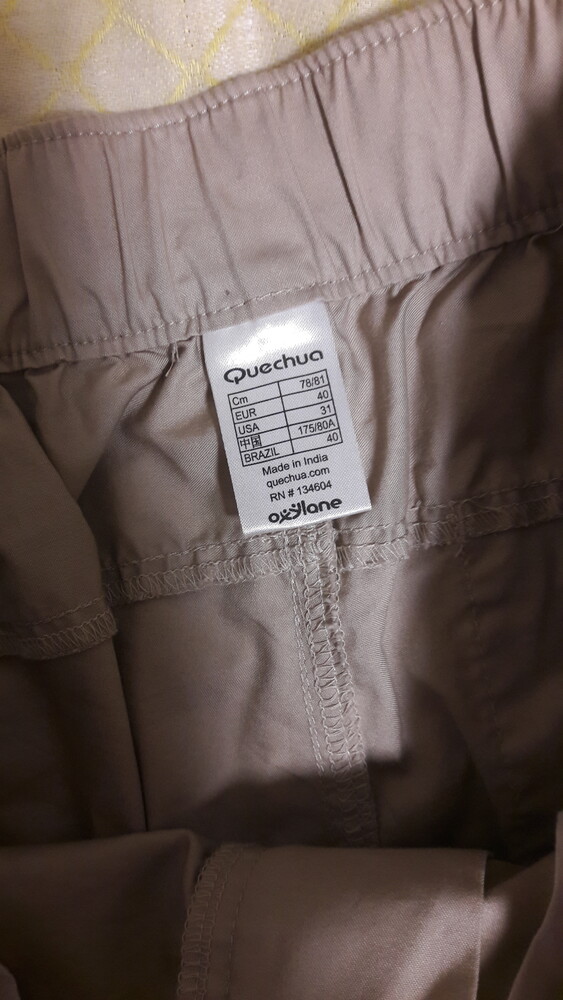 Quechua
Cm 78/81
EUR 40
USA 31
中国 175/80A
BRAZIL 40
Made in India
quechua.com
RN # 134604
oxylane